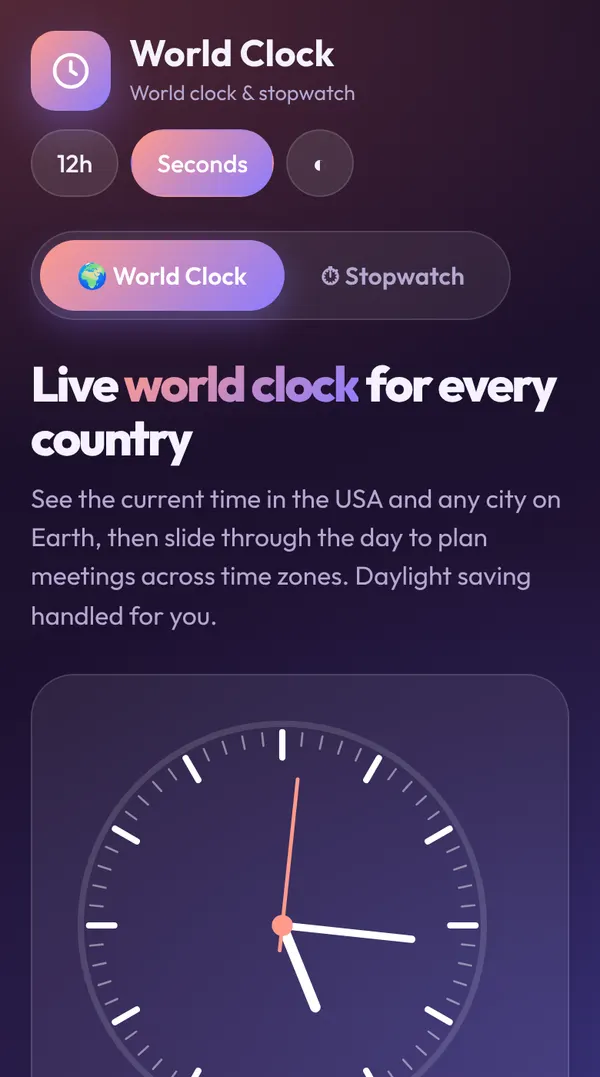 World Clock
World clock & stopwatch
12h
Seconds
🌍 World Clock
⏱ Stopwatch
Live world clock for every
country
See the current time in the USA and any city on
Earth, then slide through the day to plan
meetings across time zones. Daylight saving
handled for you.